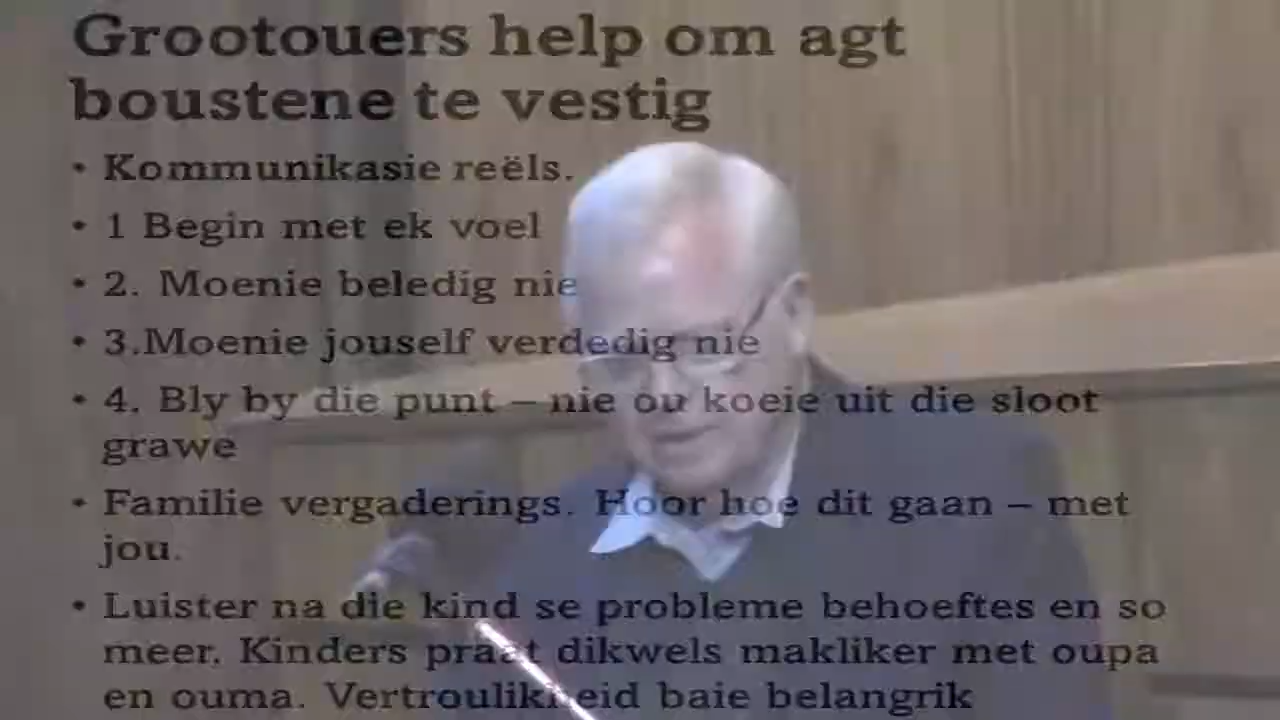 Grootouers help om agt
boustene te vestig
• Kommunikasie reëls.
• 1 Begin met ek voel
• 2. Moenie beledig nie
• 3.Moenie jouself verdedig nie
• 4. Bly by die punt – nie ou koeie uit die sloot
grawe
• Familie vergaderings. Hoor hoe dit gaan – met
jou.
• Luister na die kind se probleme behoeftes en so
meer. Kinders praat dikwels makliker met oupa
en ouma. Vertroulikheid baie belangrik